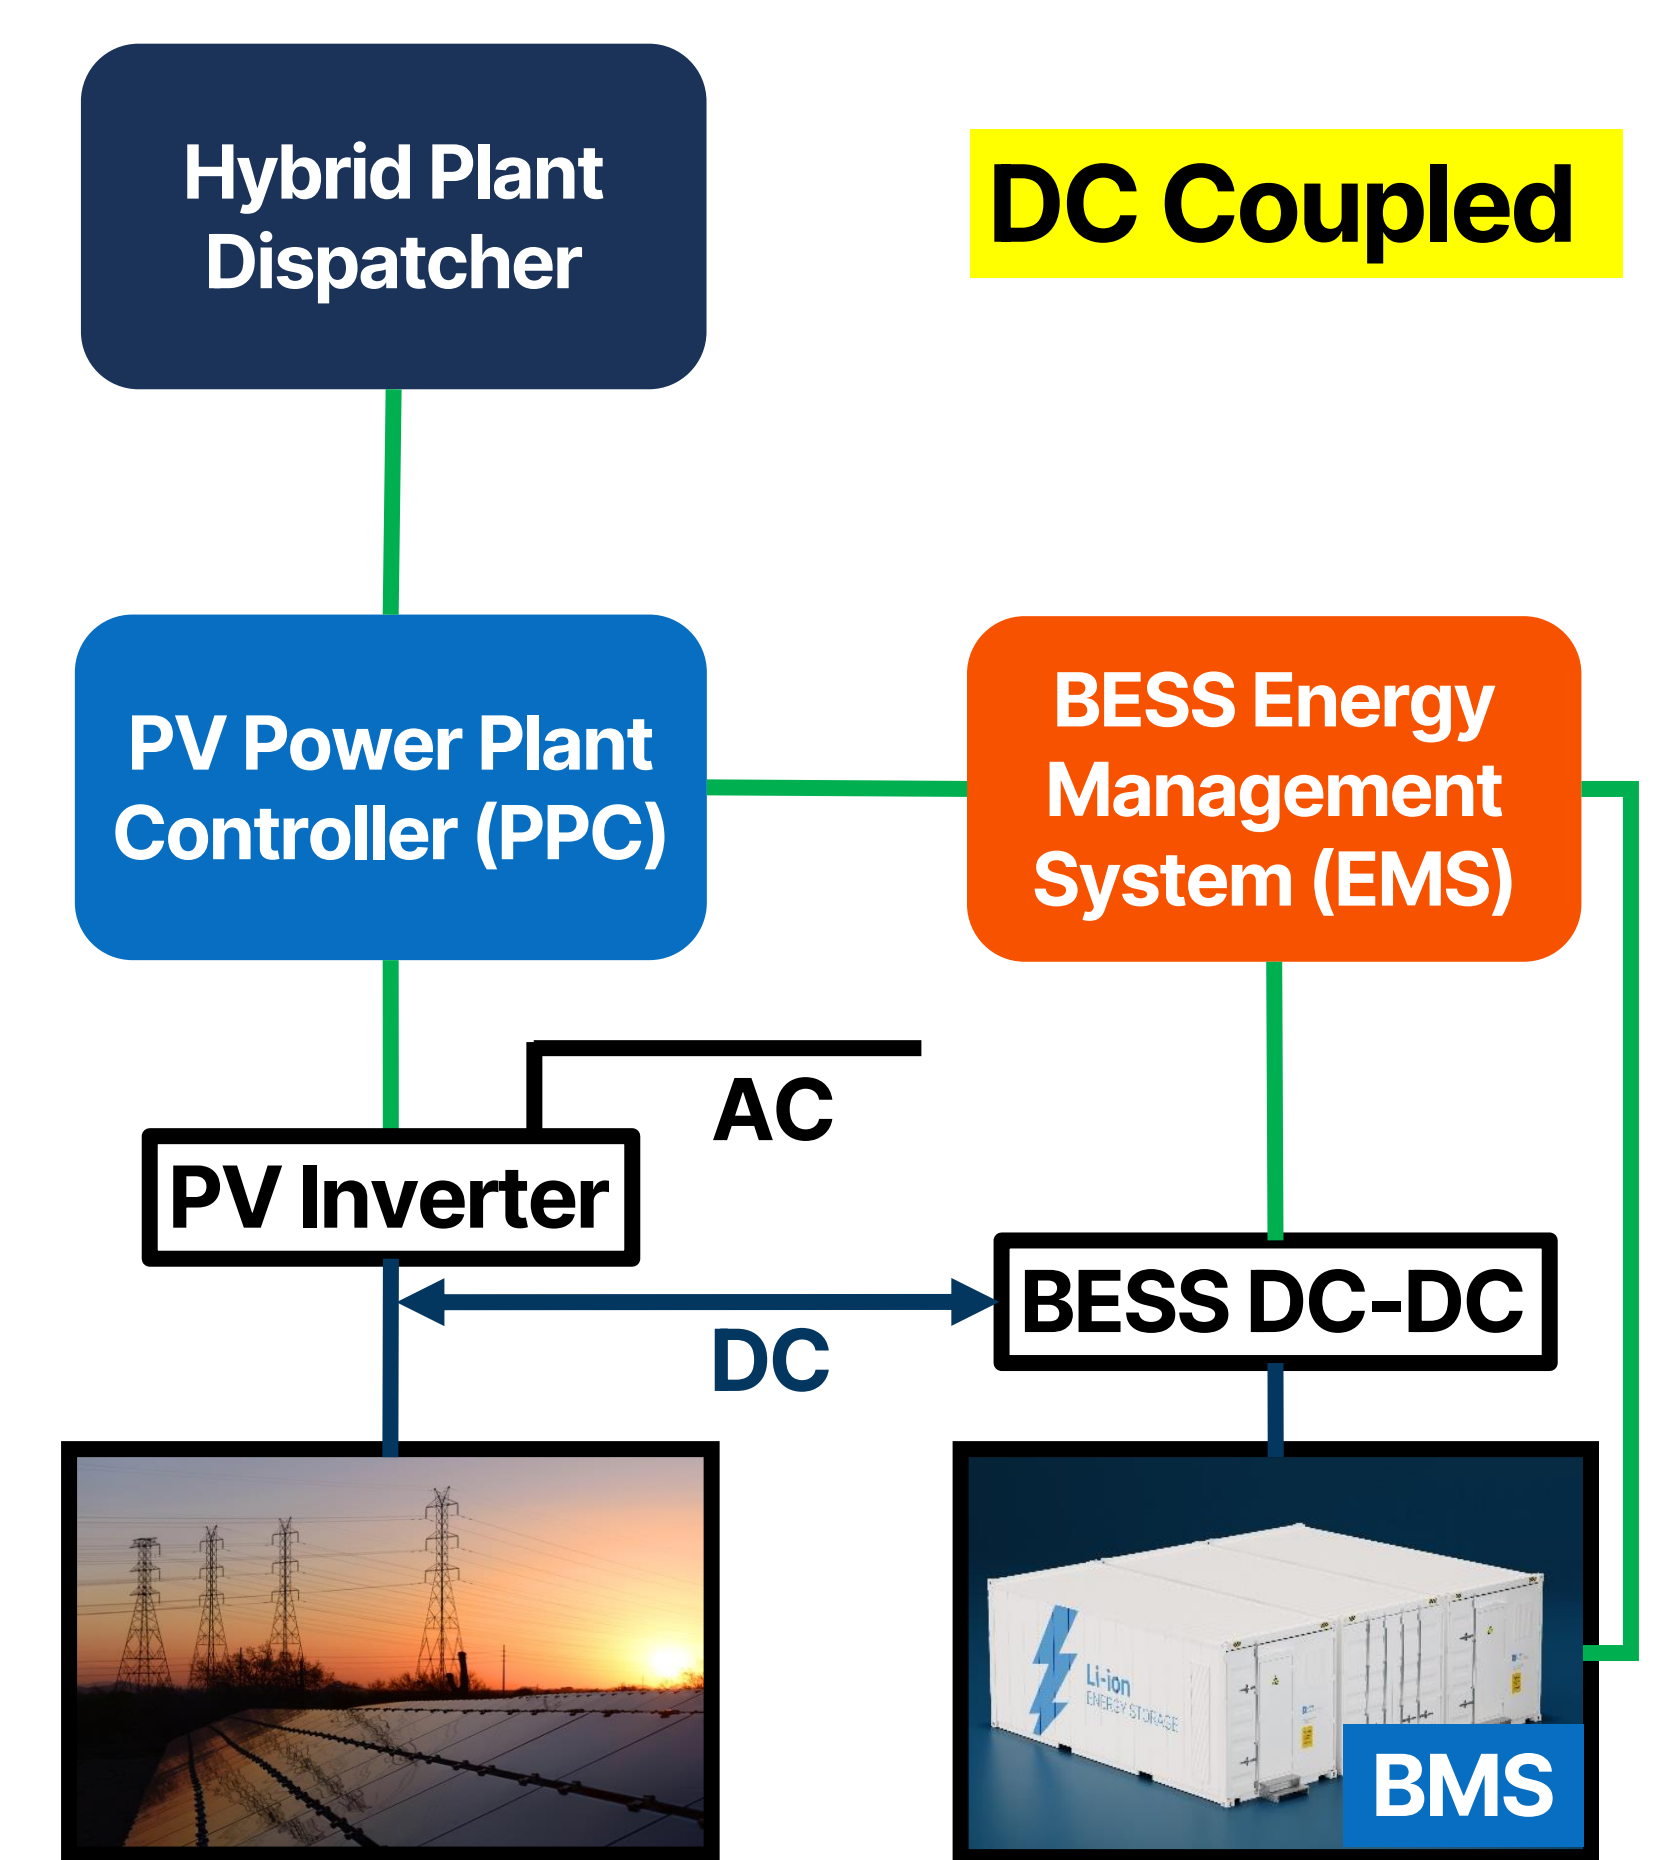 Hybrid Plant
Dispatcher
DC Coupled
PV Power Plant
Controller (PPC)
BESS Energy
Management
System (EMS)
AC
PV Inverter
BESS DC-DC
DC
Li-ion
ENERGY STORAGE
BMS